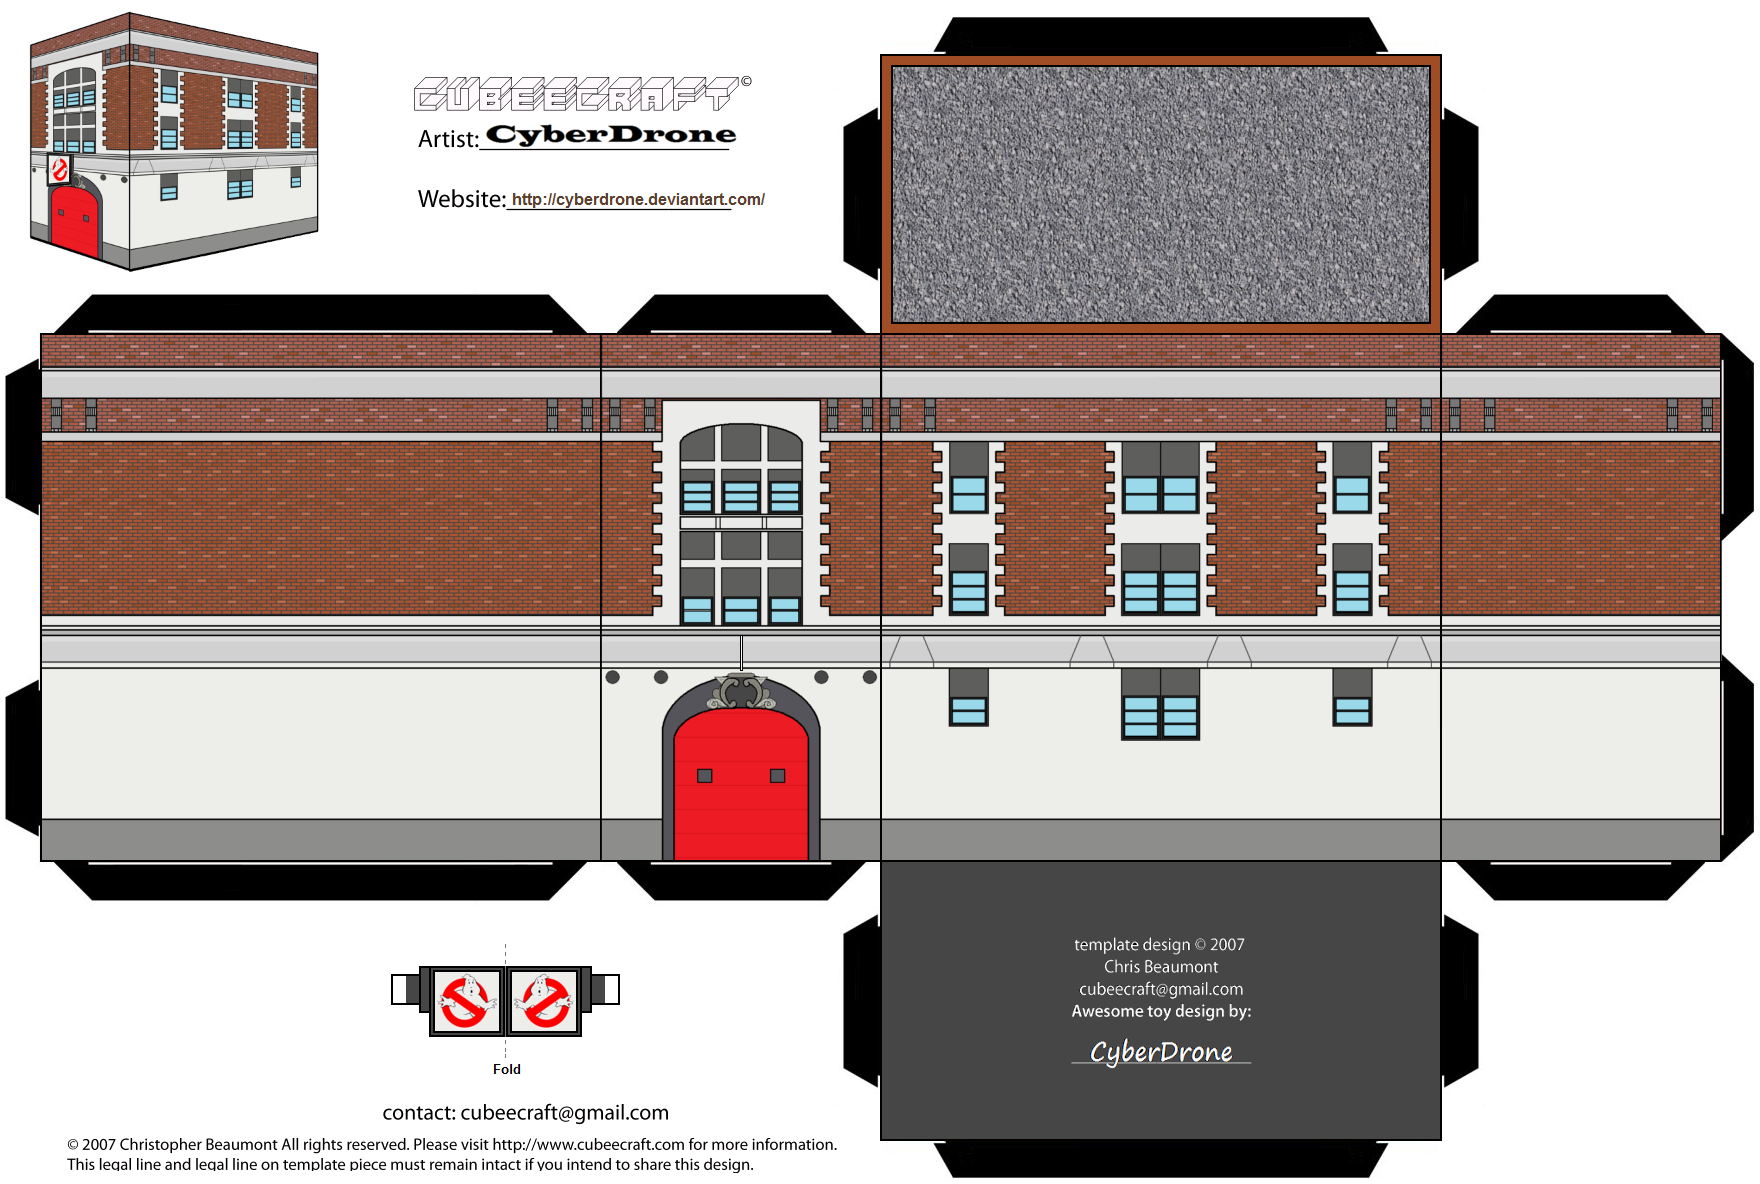 CUBEECRAFT©
Artist: CyberDrone
Website: http://cyberdrone.deviantart.com/
template design © 2007
Chris Beaumont
cubeecraft@gmail.com
Awesome toy design by:
CyberDrone
Fold
contact: cubeecraft@gmail.com
© 2007 Christopher Beaumont All rights reserved. Please visit http://www.cubeecraft.com for more information.
This legal line and legal line on template piece must remain intact if you intend to share this design.